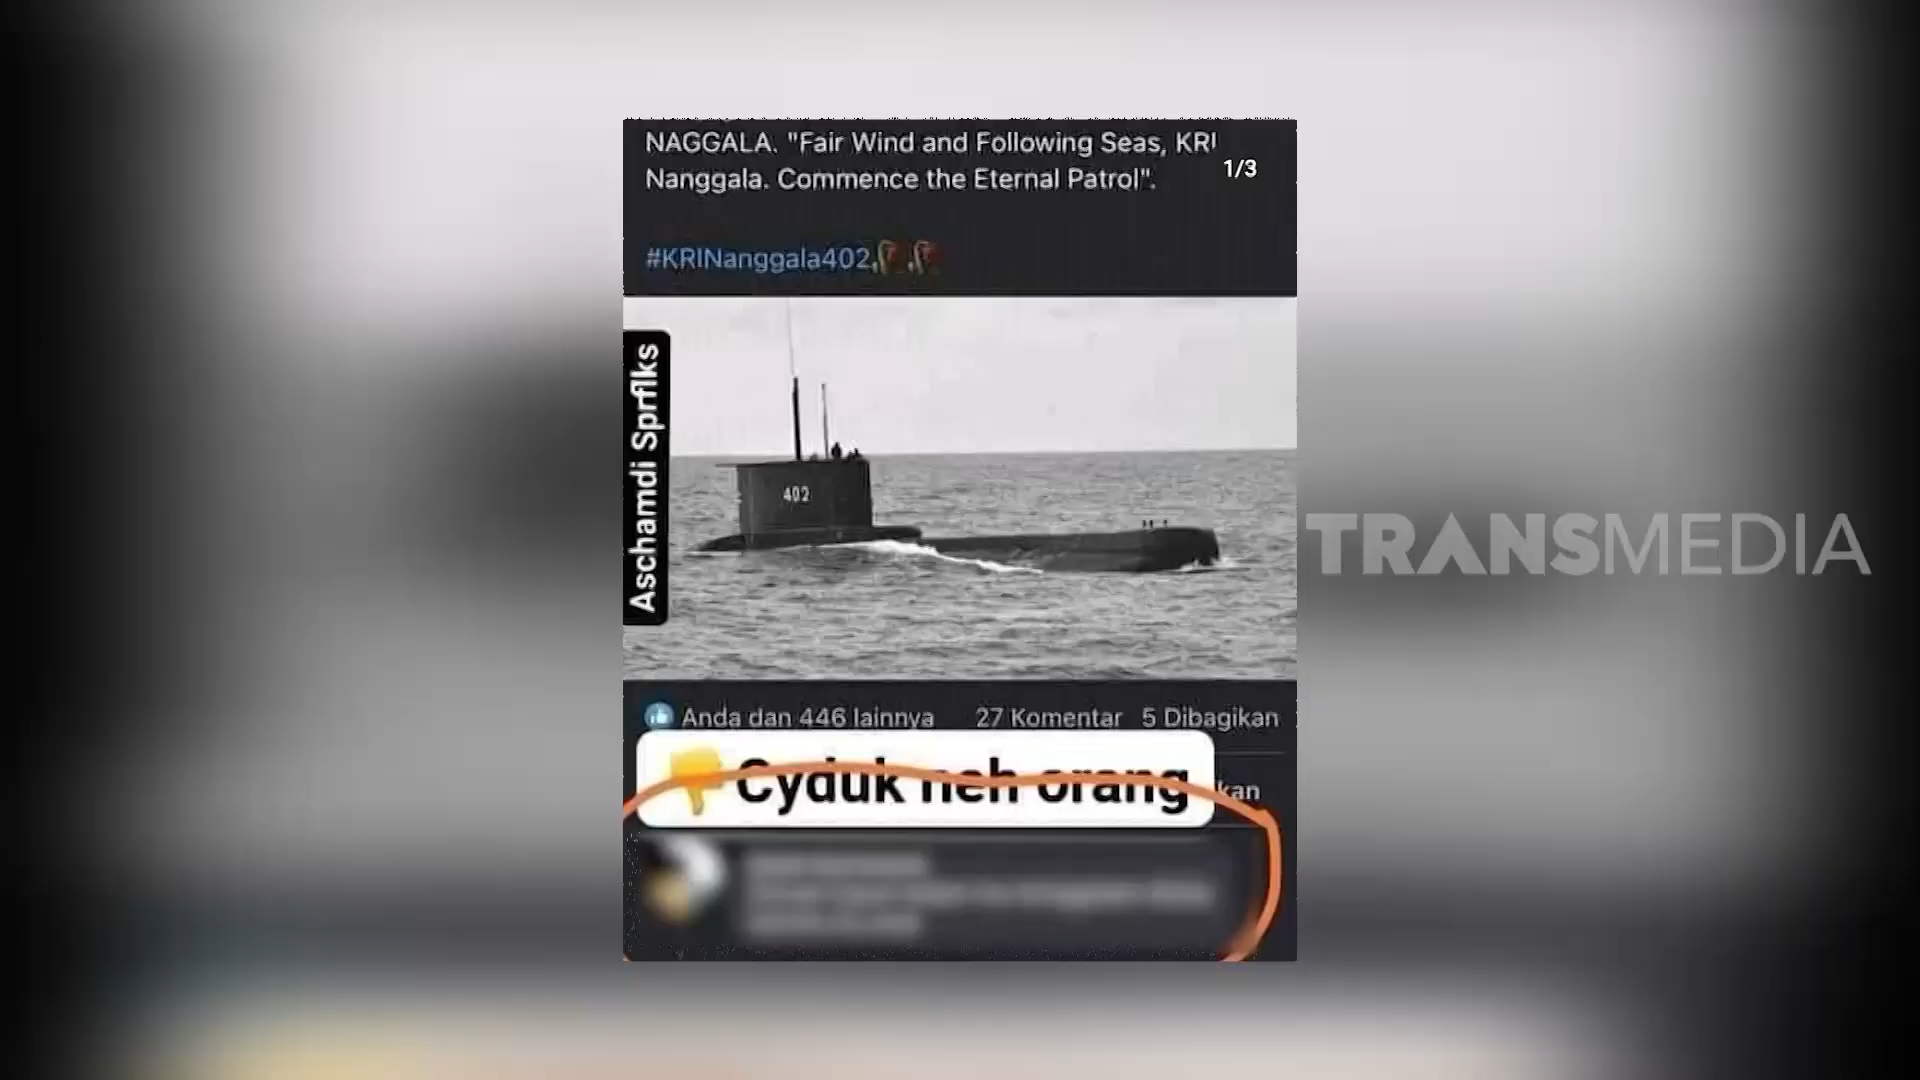 NAGGALA. "Fair Wind and Following Seas, KRI
Nanggala. Commence the Eternal Patrol".
1/3
#KRINanggala402
Aschamdi Sprflks
402
TRANSMEDIA
Anda dan 446 lainnya 27 Komentar 5 Dibagikan
Cyduk neh orang
kan